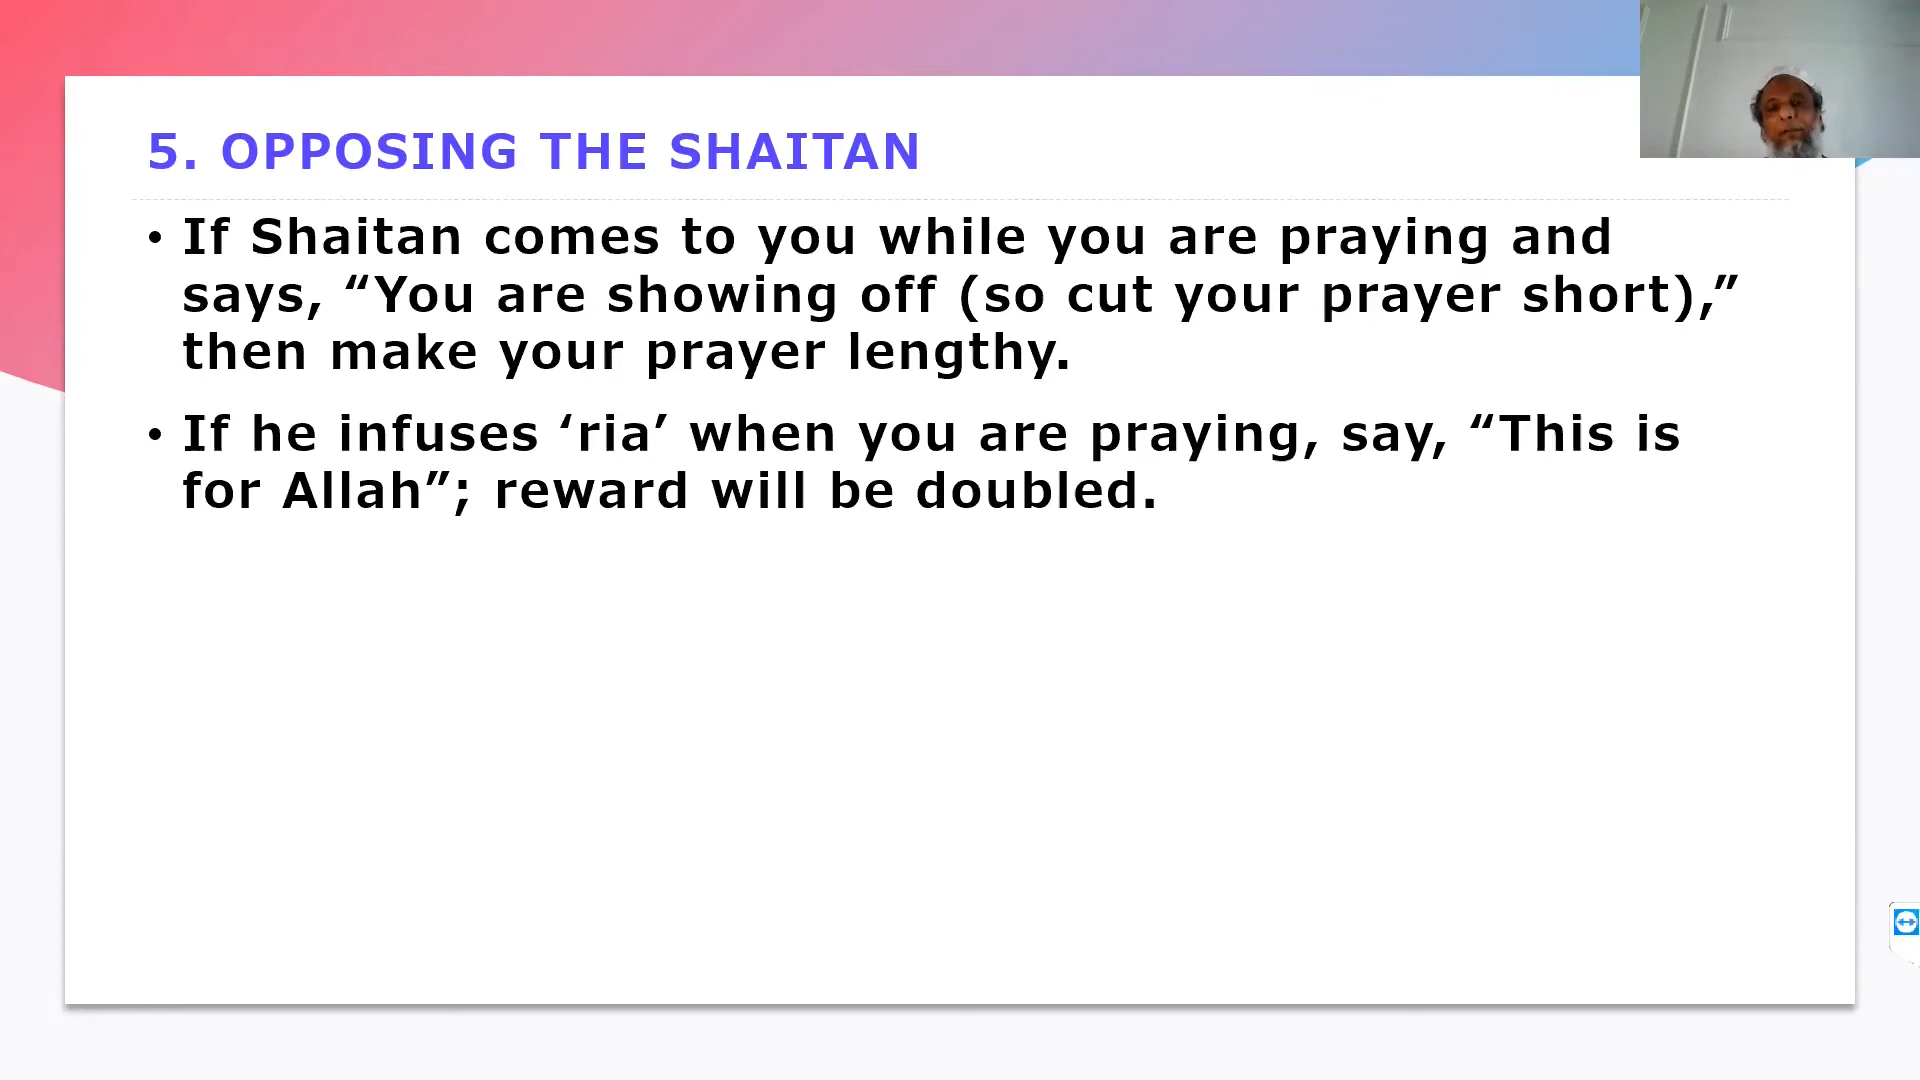 5. OPPOSING THE SHAITAN
• If Shaitan comes to you while you are praying and
says, “You are showing off (so cut your prayer short),”
then make your prayer lengthy.
• If he infuses ‘ria’ when you are praying, say, “This is
for Allah”; reward will be doubled.